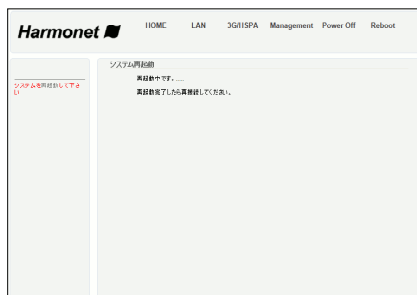 Harmonet
HOME LAN 3G/HSPA Management Power Off Reboot
システムを再起動して下さ
い
システム再起動
再起動中です。.....
再起動完了したら再接続してください。